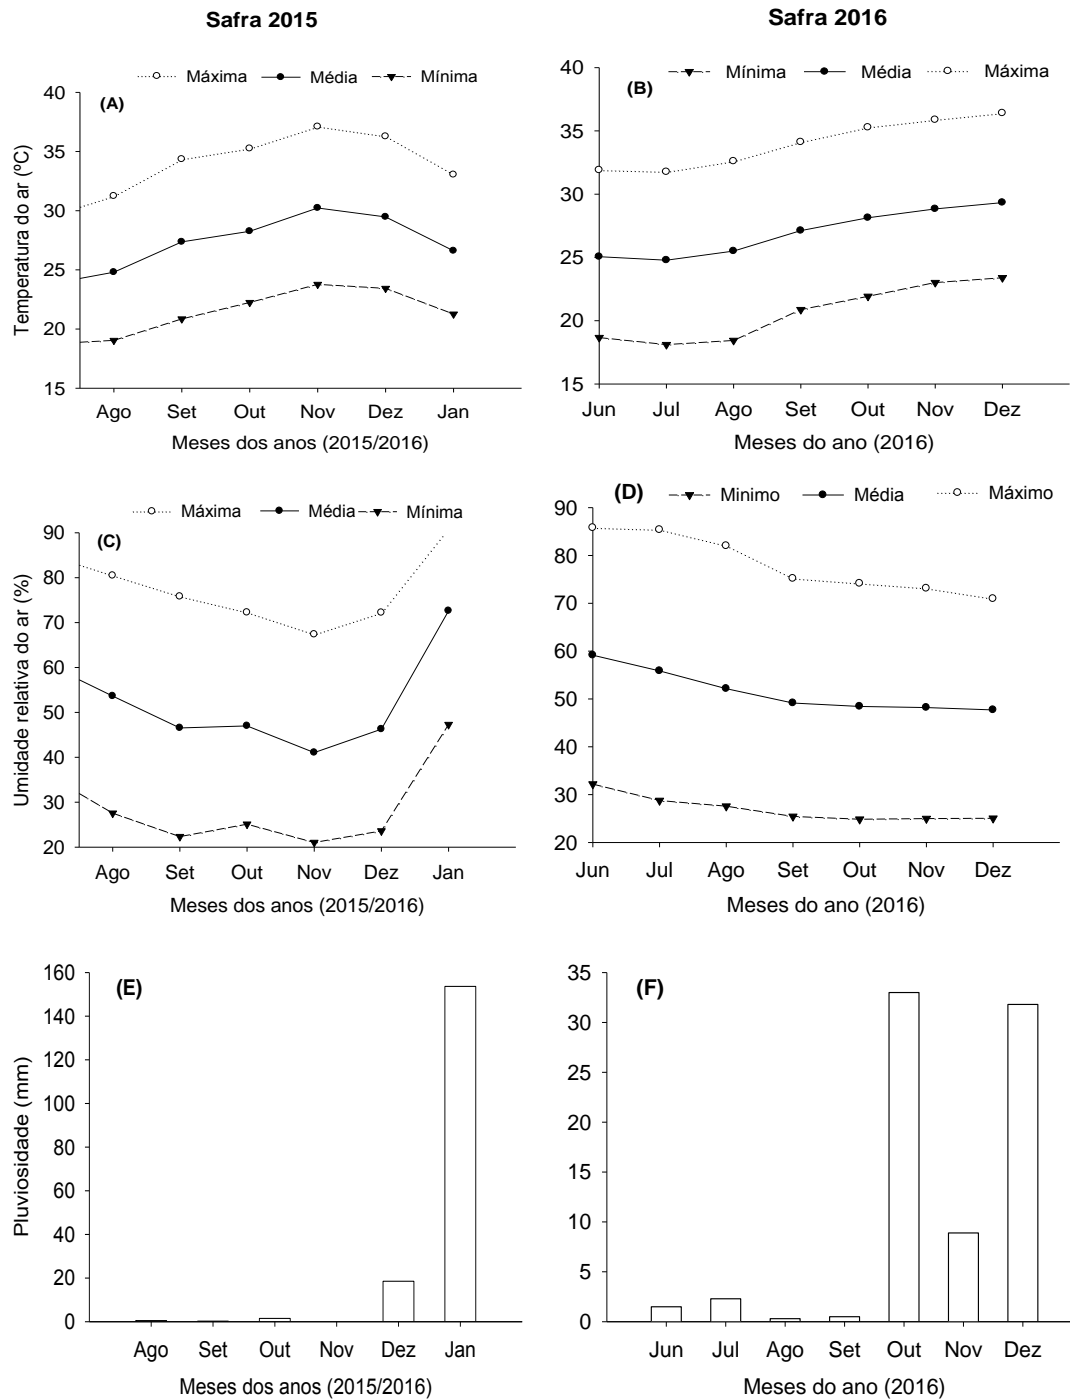 Safra 2015
Safra 2016
Máxima Média Mínima
Mínima Média Máxima
(A)
40
35
30
25
20
15
Temperatura do ar (ºC)
Ago Set Out Nov Dez Jan
Meses dos anos (2015/2016)
(B)
40
35
30
25
20
15
Jun Jul Ago Set Out Nov Dez
Meses do ano (2016)
Máxima Média Mínima
(C)
90
80
70
60
50
40
30
20
Umidade relativa do ar (%)
Ago Set Out Nov Dez Jan
Meses dos anos (2015/2016)
(D) Minimo Média Máximo
90
80
70
60
50
40
30
20
Jun Jul Ago Set Out Nov Dez
Meses do ano (2016)
(E)
160
140
120
100
80
60
40
20
0
Pluviosidade (mm)
Ago Set Out Nov Dez Jan
Meses dos anos (2015/2016)
(F)
35
30
25
20
15
10
5
0
Jun Jul Ago Set Out Nov Dez
Meses do ano (2016)